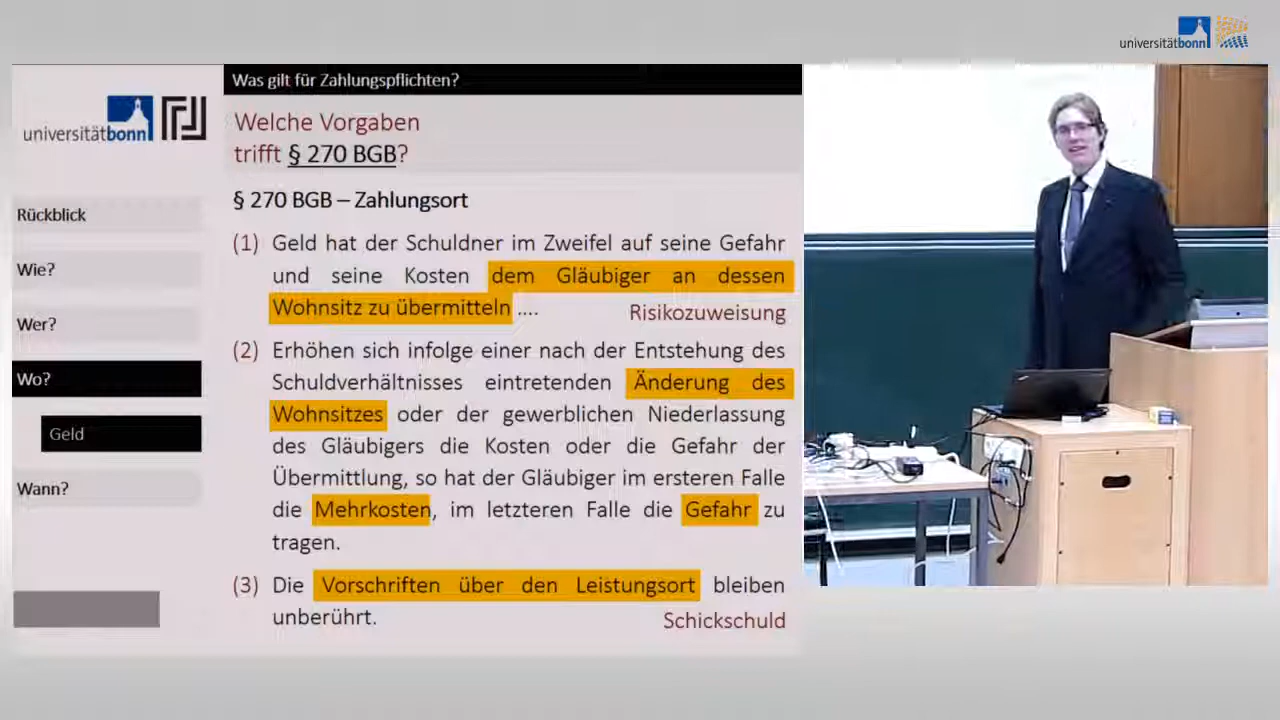 universitätbonn
Was gilt für Zahlungspflichten?
universitätbonn
Welche Vorgaben
trifft § 270 BGB?
§ 270 BGB – Zahlungsort
Rückblick
Wie?
Wer?
Wo?
Geld
Wann?
(1) Geld hat der Schuldner im Zweifel auf seine Gefahr
und seine Kosten dem Gläubiger an dessen
Wohnsitz zu übermitteln ....
Risikozuweisung
(2) Erhöhen sich infolge einer nach der Entstehung des
Schuldverhältnisses eintretenden Änderung des
Wohnsitzes oder der gewerblichen Niederlassung
des Gläubigers die Kosten oder die Gefahr der
Übermittlung, so hat der Gläubiger im ersteren Falle
die Mehrkosten, im letzteren Falle die Gefahr zu
tragen.
(3) Die Vorschriften über den Leistungsort bleiben
unberührt.
Schickschuld